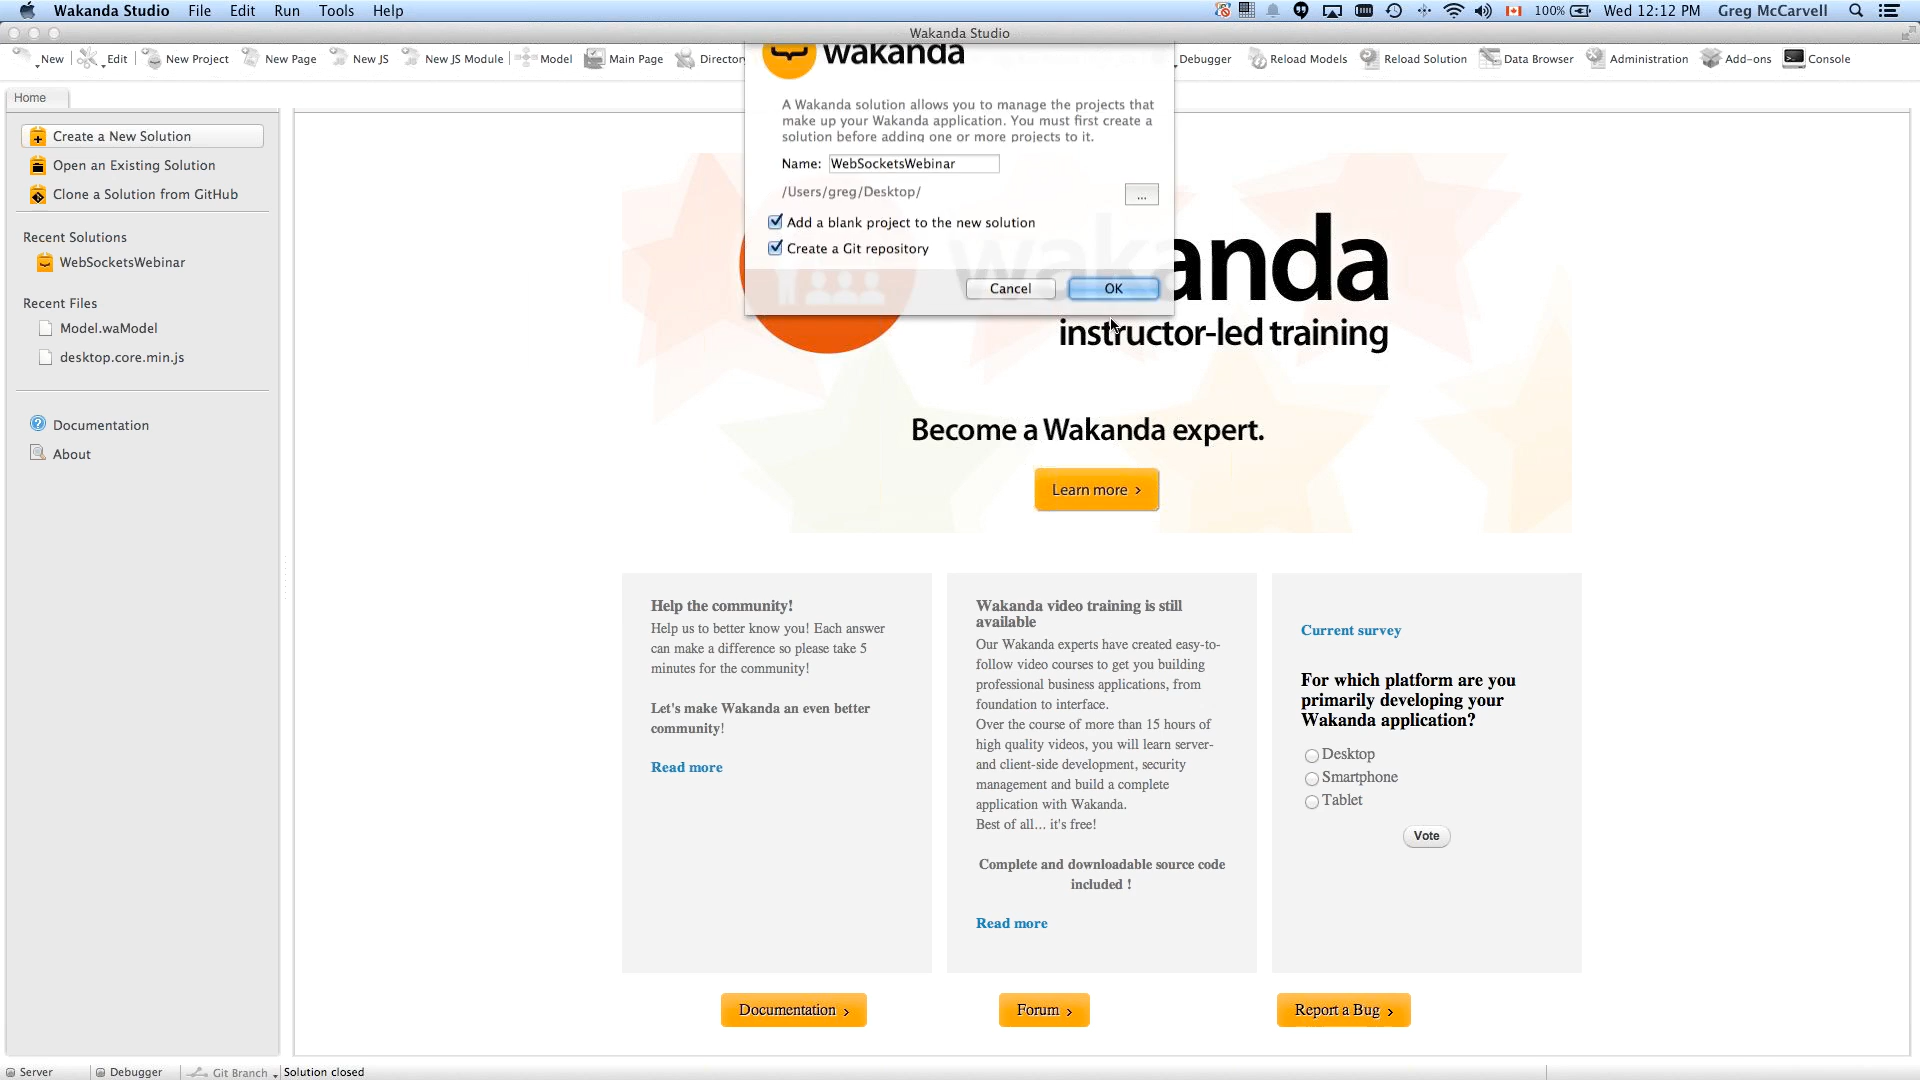 Wakanda Studio File Edit Run Tools Help 100% Wed 12:12 PM Greg McCarvell
Wakanda Studio
New Edit New Project New Page New JS New JS Module Model Main Page Directory Debugger Reload Models Reload Solution Data Browser Administration Add-ons Console
Home
wakanda
A Wakanda solution allows you to manage the projects that
make up your Wakanda application. You must first create a
solution before adding one or more projects to it.
Name: WebSocketsWebinar
/Users/greg/Desktop/
...
Add a blank project to the new solution
Create a Git repository
Cancel OK
Create a New Solution
Open an Existing Solution
Clone a Solution from GitHub
Recent Solutions
WebSocketsWebinar
Recent Files
Model.waModel
desktop.core.min.js
Documentation
About
wakanda
instructor-led training
Become a Wakanda expert.
Learn more >
Help the community!
Help us to better know you! Each answer
can make a difference so please take 5
minutes for the community!
Let's make Wakanda an even better
community!
Read more
Wakanda video training is still
available
Our Wakanda experts have created easy-to-
follow video courses to get you building
professional business applications, from
foundation to interface.
Over the course of more than 15 hours of
high quality videos, you will learn server-
and client-side development, security
management and build a complete
application with Wakanda.
Best of all... it's free!
Complete and downloadable source code
included !
Read more
Current survey
For which platform are you
primarily developing your
Wakanda application?
Desktop
Smartphone
Tablet
Vote
Documentation >
Forum >
Report a Bug >
Server Debugger Git Branch Solution closed